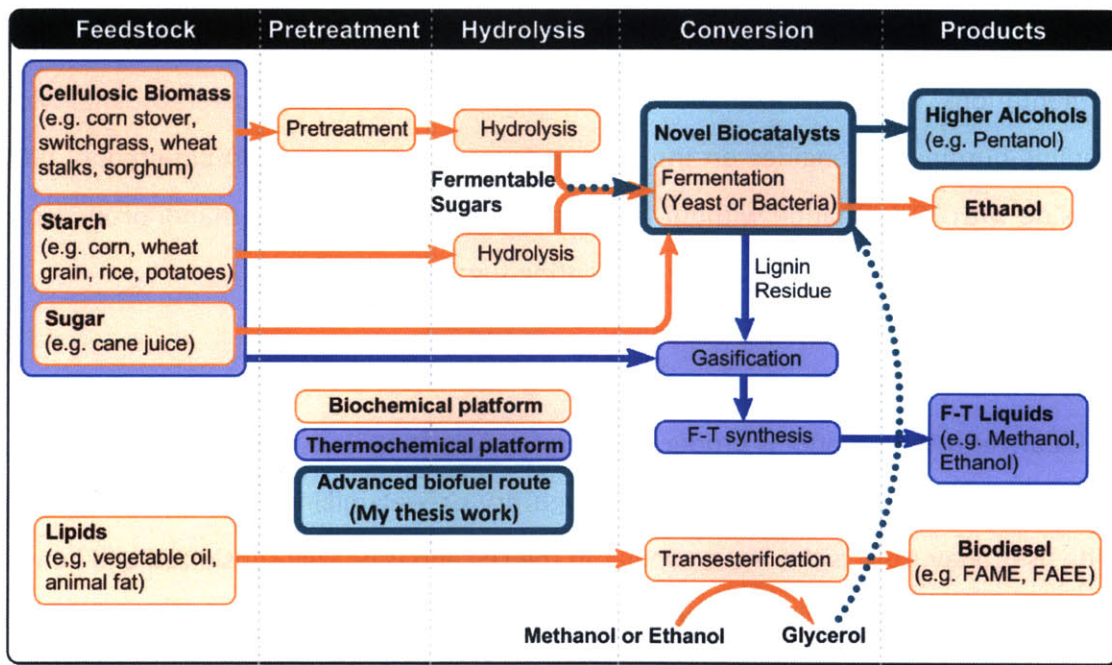 Feedstock
Pretreatment
Hydrolysis
Conversion
Products
Cellulosic Biomass
(e.g. corn stover,
switchgrass, wheat
stalks, sorghum)
Pretreatment
Hydrolysis
Novel Biocatalysts
Higher Alcohols
(e.g. Pentanol)
Fermentable
Sugars
Fermentation
(Yeast or Bacteria)
Ethanol
Starch
(e.g. corn, wheat
grain, rice, potatoes)
Hydrolysis
Lignin
Residue
Sugar
(e.g. cane juice)
Gasification
Biochemical platform
Thermochemical platform
Advanced biofuel route
(My thesis work)
F-T synthesis
F-T Liquids
(e.g. Methanol,
Ethanol)
Lipids
(e,g, vegetable oil,
animal fat)
Transesterification
Biodiesel
(e.g. FAME, FAEE)
Methanol or Ethanol
Glycerol